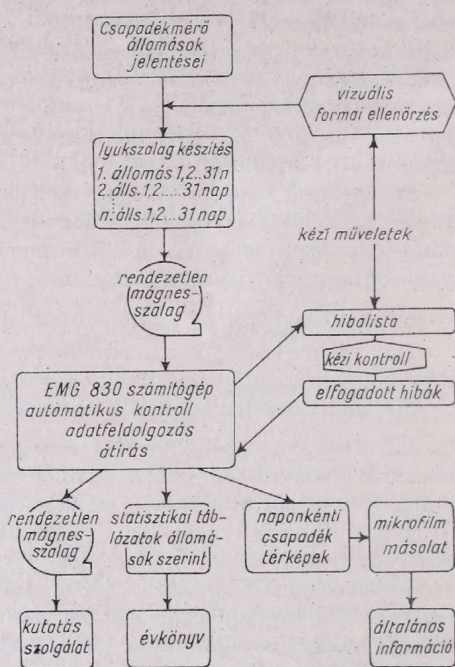 Csapadékmérő
állomások
jelentései
vizuális
formai ellenőrzés
lyukszalag készítés
1. állomás 1,2..31n
2. álls. 1,2.....31 nap
n. álls. 1,2...31 nap
kézi műveletek
rendezetlen
mágnes-
szalag
hibalista
kézi kontroll
elfogadott hibák
EMG 830 számítógép
automatikus kontroll
adatfeldolgozás
átírás
rendezetlen
mágnes-
szalag
statisztikai táb-
lázatok állomá-
sok szerint
naponkénti
csapadék
térképek
mikrofilm
másolat
kutatás
szolgálat
évkönyv
általános
információ